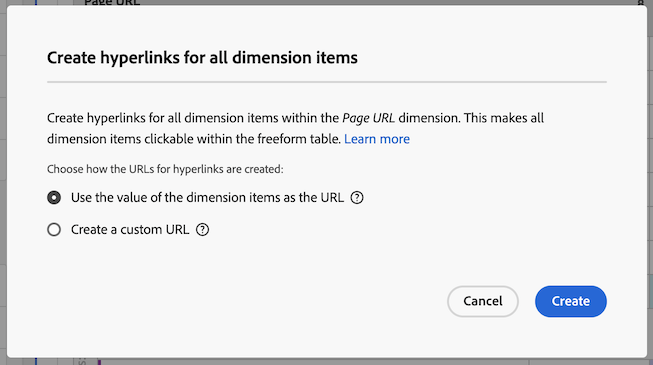 Page URL
Create hyperlinks for all dimension items
Create hyperlinks for all dimension items within the Page URL dimension. This makes all
dimension items clickable within the freeform table. Learn more
Choose how the URLs for hyperlinks are created:
Use the value of the dimension items as the URL ?
Create a custom URL ?
Cancel Create